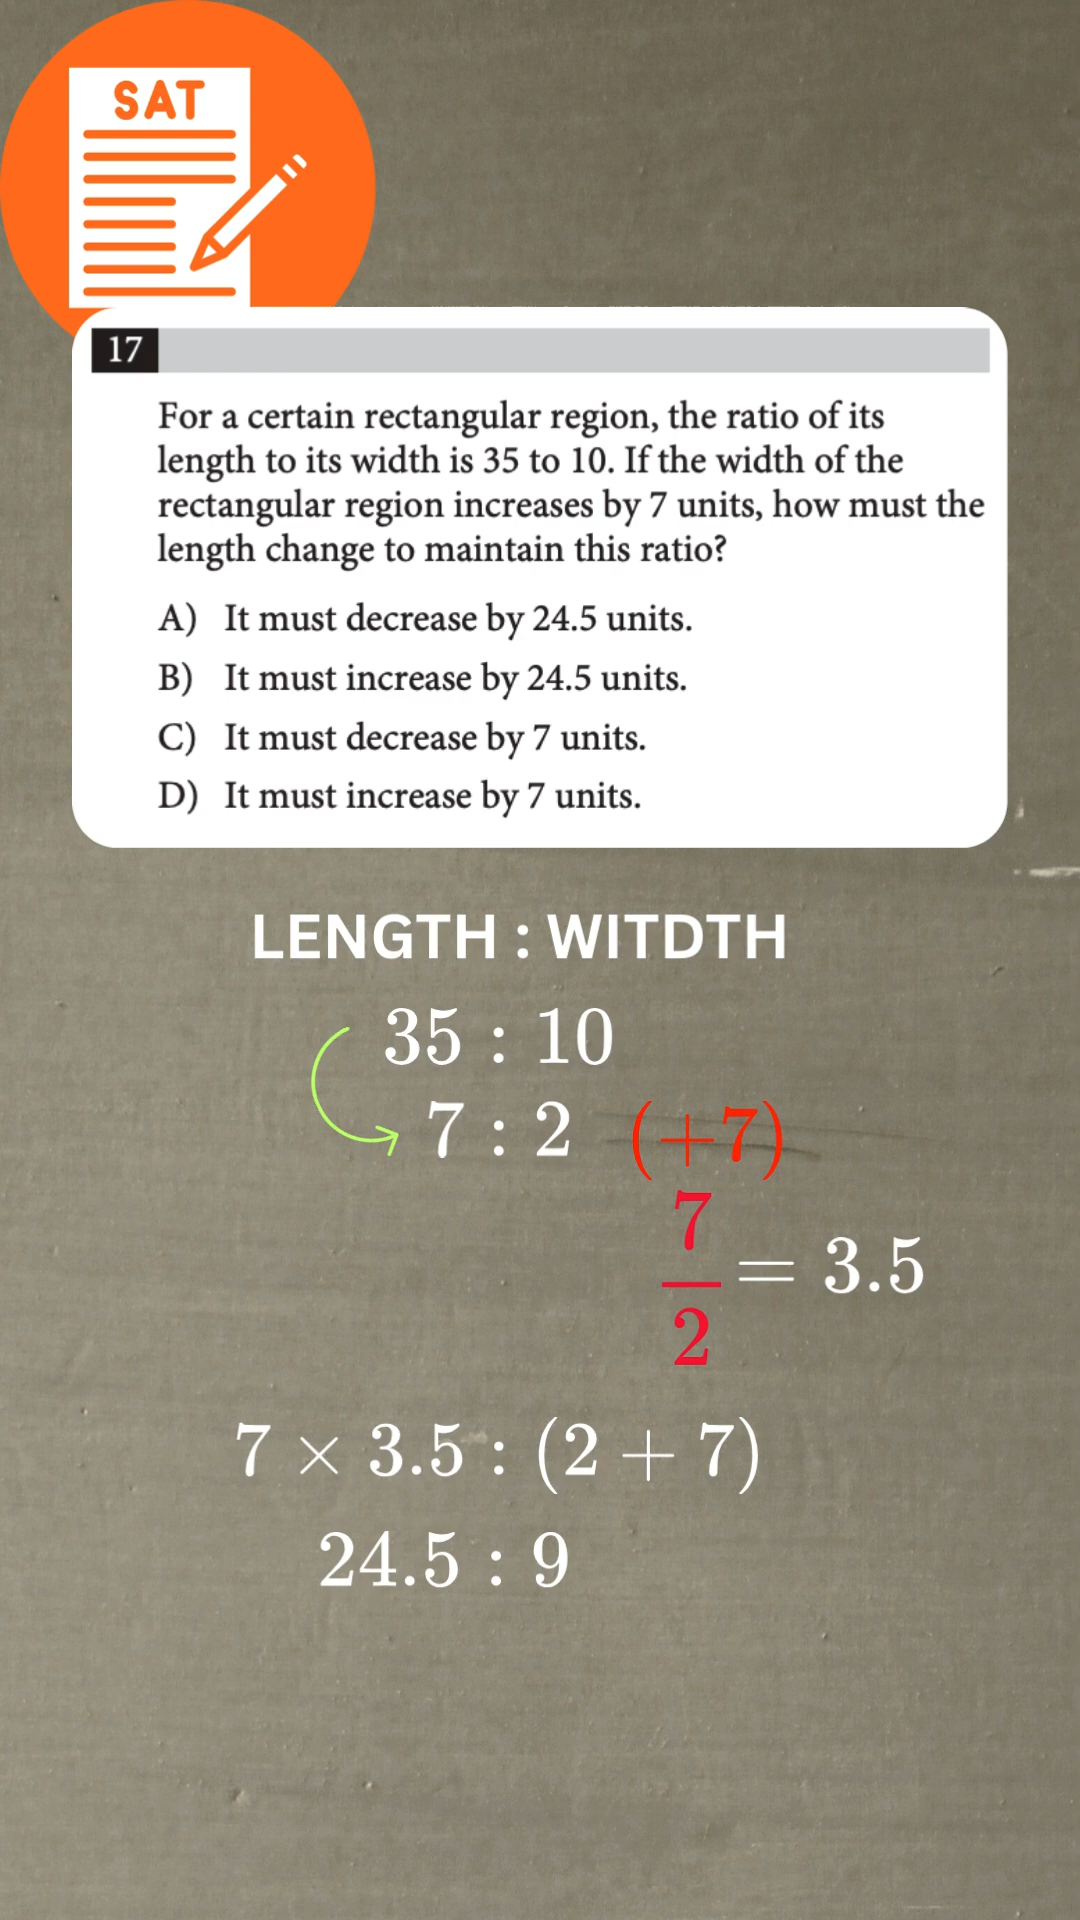 SAT
17
For a certain rectangular region, the ratio of its
length to its width is 35 to 10. If the width of the
rectangular region increases by 7 units, how must the
length change to maintain this ratio?
A) It must decrease by 24.5 units.
B) It must increase by 24.5 units.
C) It must decrease by 7 units.
D) It must increase by 7 units.
LENGTH : WITDTH
35 : 10
7 : 2 (+7)
7/2 = 3.5
7 × 3.5 : (2 + 7)
24.5 : 9